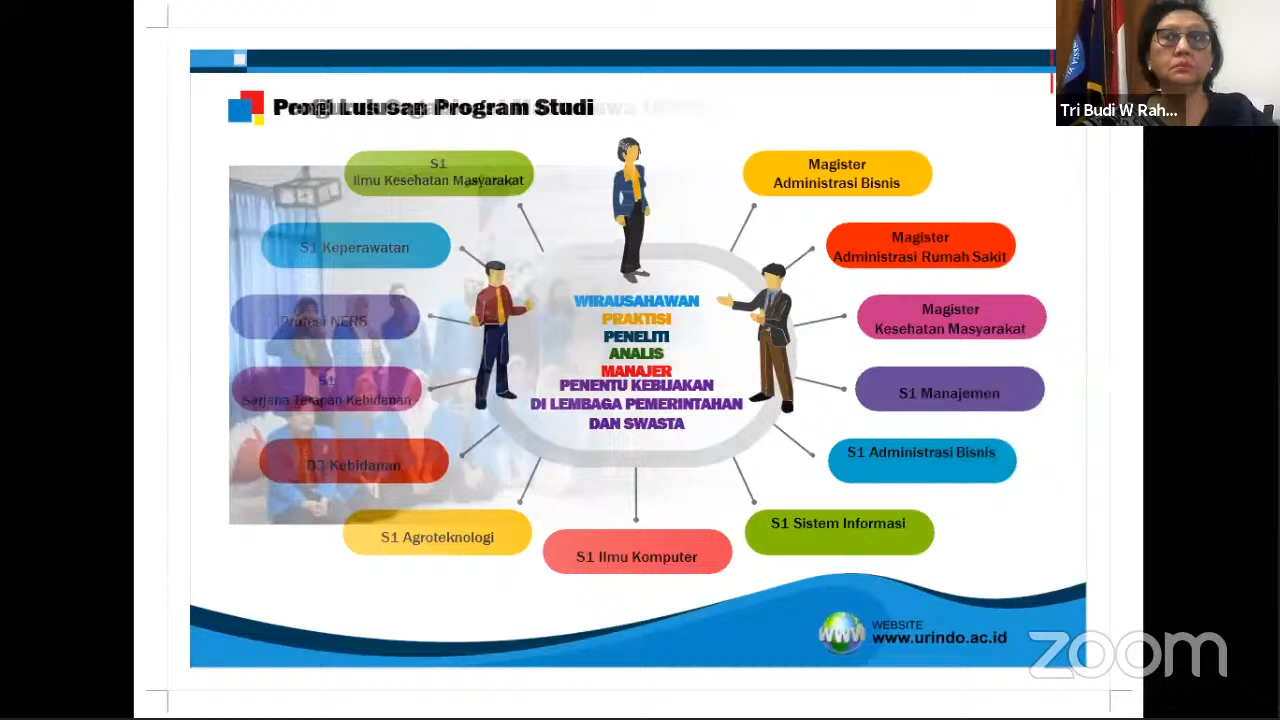 Profil Lulusan Program Studi
Tri Budi W Rah...
S1
Ilmu Kesehatan Masyarakat
S1 Keperawatan
Profesi NERS
S1
Sarjana Terapan Kebidanan
D3 Kebidanan
S1 Agroteknologi
S1 Ilmu Komputer
S1 Sistem Informasi
S1 Administrasi Bisnis
S1 Manajemen
Magister
Kesehatan Masyarakat
Magister
Administrasi Rumah Sakit
Magister
Administrasi Bisnis
WIRAUSAHAWAN
PRAKTISI
PENELITI
ANALIS
MANAJER
PENENTU KEBIJAKAN
DI LEMBAGA PEMERINTAHAN
DAN SWASTA
WWW
WEBSITE
www.urindo.ac.id
zoom